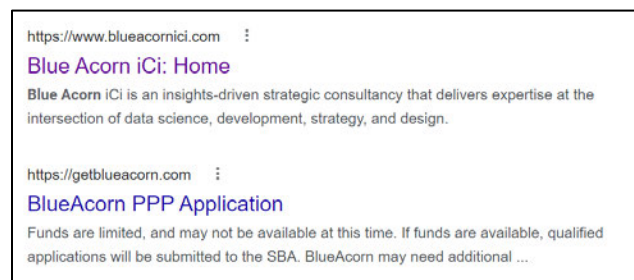 https://www.blueacornici.com
Blue Acorn iCi: Home
Blue Acorn iCi is an insights-driven strategic consultancy that delivers expertise at the
intersection of data science, development, strategy, and design.
https://getblueacorn.com
BlueAcorn PPP Application
Funds are limited, and may not be available at this time. If funds are available, qualified
applications will be submitted to the SBA. BlueAcorn may need additional ...